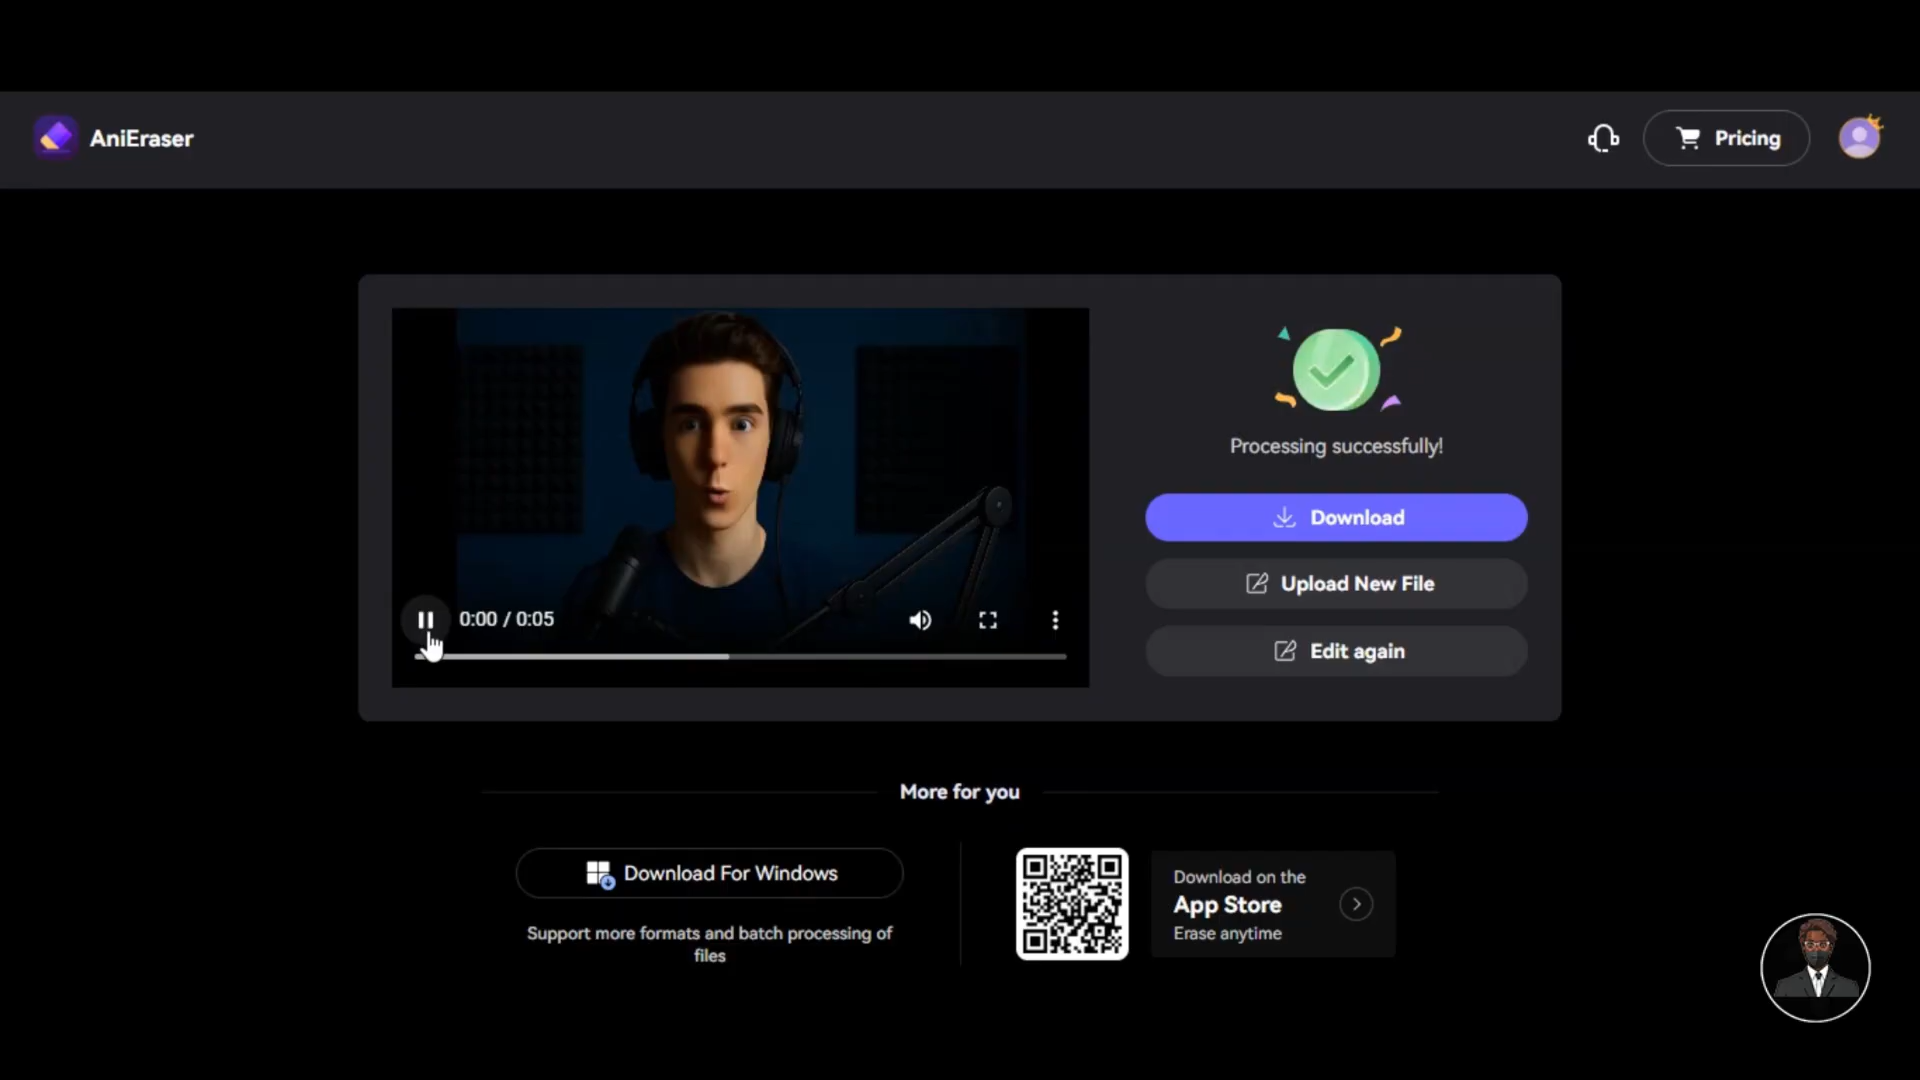 AniEraser
Pricing
Processing successfully!
Download
Upload New File
Edit again
0:00 / 0:05
More for you
Download For Windows
Support more formats and batch processing of
files
Download on the
App Store
Erase anytime